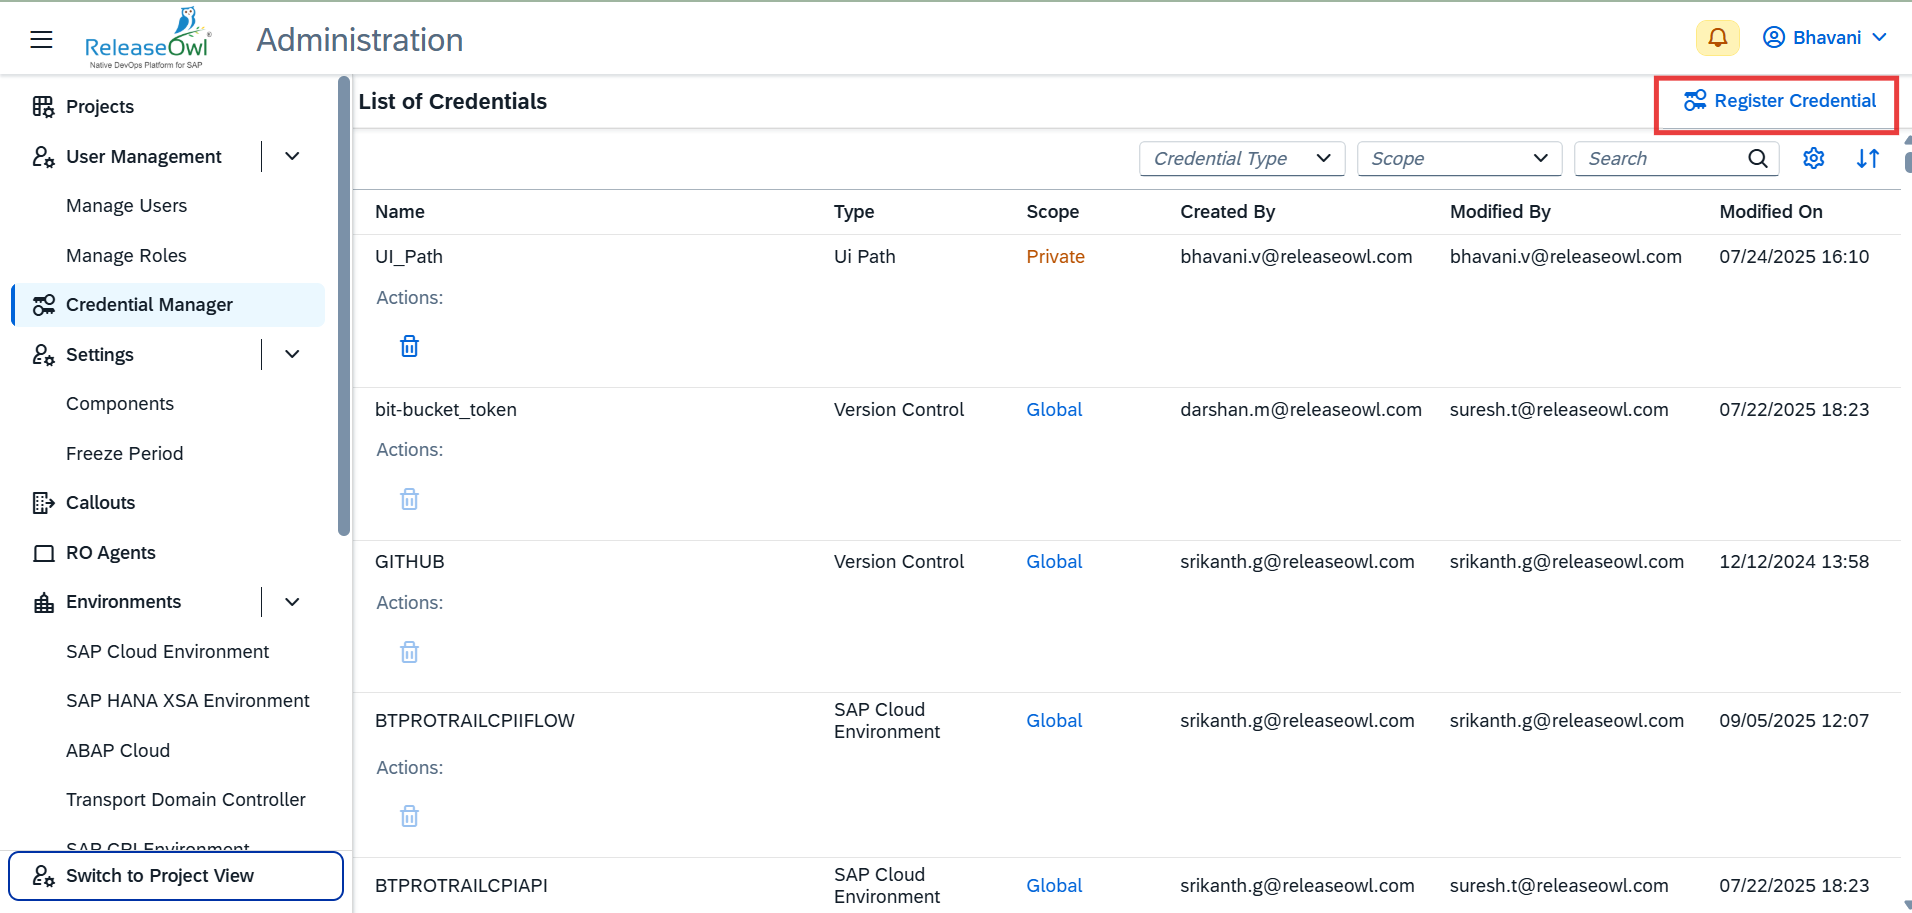 ReleaseOwl
Native DevOps Platform for SAP
Administration
Bhavani
Projects
User Management
Manage Users
Manage Roles
Credential Manager
Settings
Components
Freeze Period
Callouts
RO Agents
Environments
SAP Cloud Environment
SAP HANA XSA Environment
ABAP Cloud
Transport Domain Controller
SAP CPI Environment
Switch to Project View
List of Credentials
Register Credential
Credential Type
Scope
Search
Name Type Scope Created By Modified By Modified On
UI_Path Ui Path Private bhavani.v@releaseowl.com bhavani.v@releaseowl.com 07/24/2025 16:10
Actions:
bit-bucket_token Version Control Global darshan.m@releaseowl.com suresh.t@releaseowl.com 07/22/2025 18:23
Actions:
GITHUB Version Control Global srikanth.g@releaseowl.com srikanth.g@releaseowl.com 12/12/2024 13:58
Actions:
BTPROTRAILCPIIFLOW SAP Cloud Environment Global srikanth.g@releaseowl.com srikanth.g@releaseowl.com 09/05/2025 12:07
Actions:
BTPROTRAILCPIAPI SAP Cloud Environment Global srikanth.g@releaseowl.com suresh.t@releaseowl.com 07/22/2025 18:23